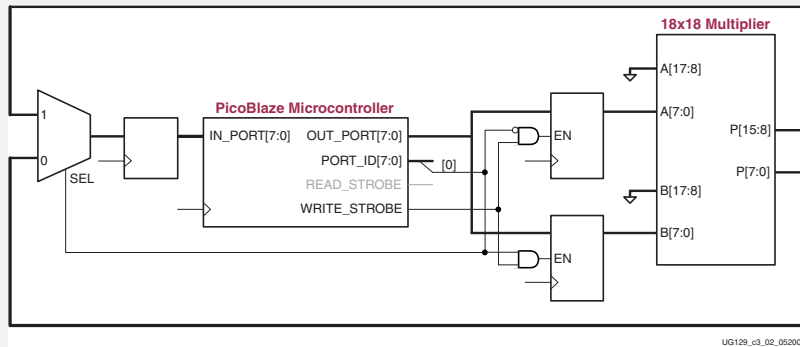 18x18 Multiplier
A[17:8]
1
PicoBlaze Microcontroller
A[7:0]
IN_PORT[7:0]
OUT_PORT[7:0]
EN
P[15:8]
0
PORT_ID[7:0]
[0]
P[7:0]
SEL
READ_STROBE
B[17:8]
WRITE_STROBE
B[7:0]
EN
UG129_c3_02_05200